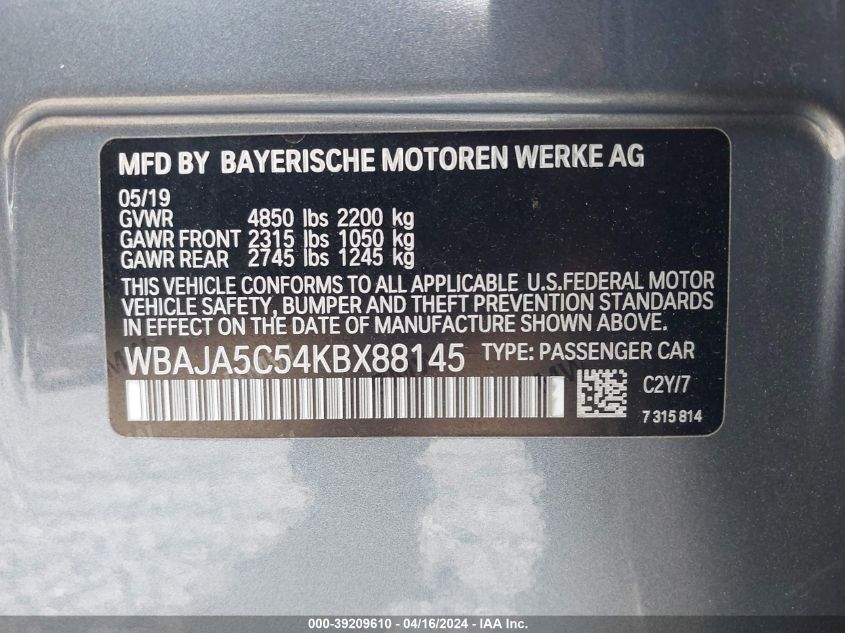 MFD BY BAYERISCHE MOTOREN WERKE AG
05/19
GVWR 4850 lbs 2200 kg
GAWR FRONT 2315 lbs 1050 kg
GAWR REAR 2745 lbs 1245 kg
THIS VEHICLE CONFORMS TO ALL APPLICABLE U.S.FEDERAL MOTOR
VEHICLE SAFETY, BUMPER AND THEFT PREVENTION STANDARDS
IN EFFECT ON THE DATE OF MANUFACTURE SHOWN ABOVE.
WBAJA5C54KBX88145 TYPE: PASSENGER CAR
C2Y/7
7 315 814
000-39209610 - 04/16/2024 - IAA Inc.